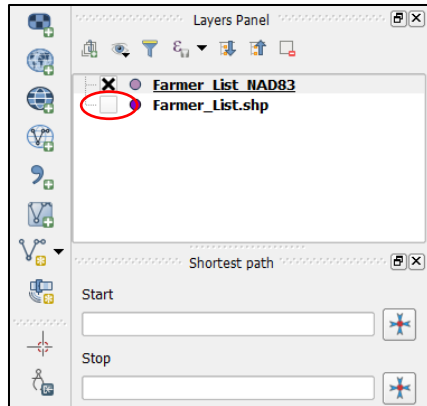 Layers Panel
Farmer_List_NAD83
Farmer_List.shp
Shortest path
Start
Stop